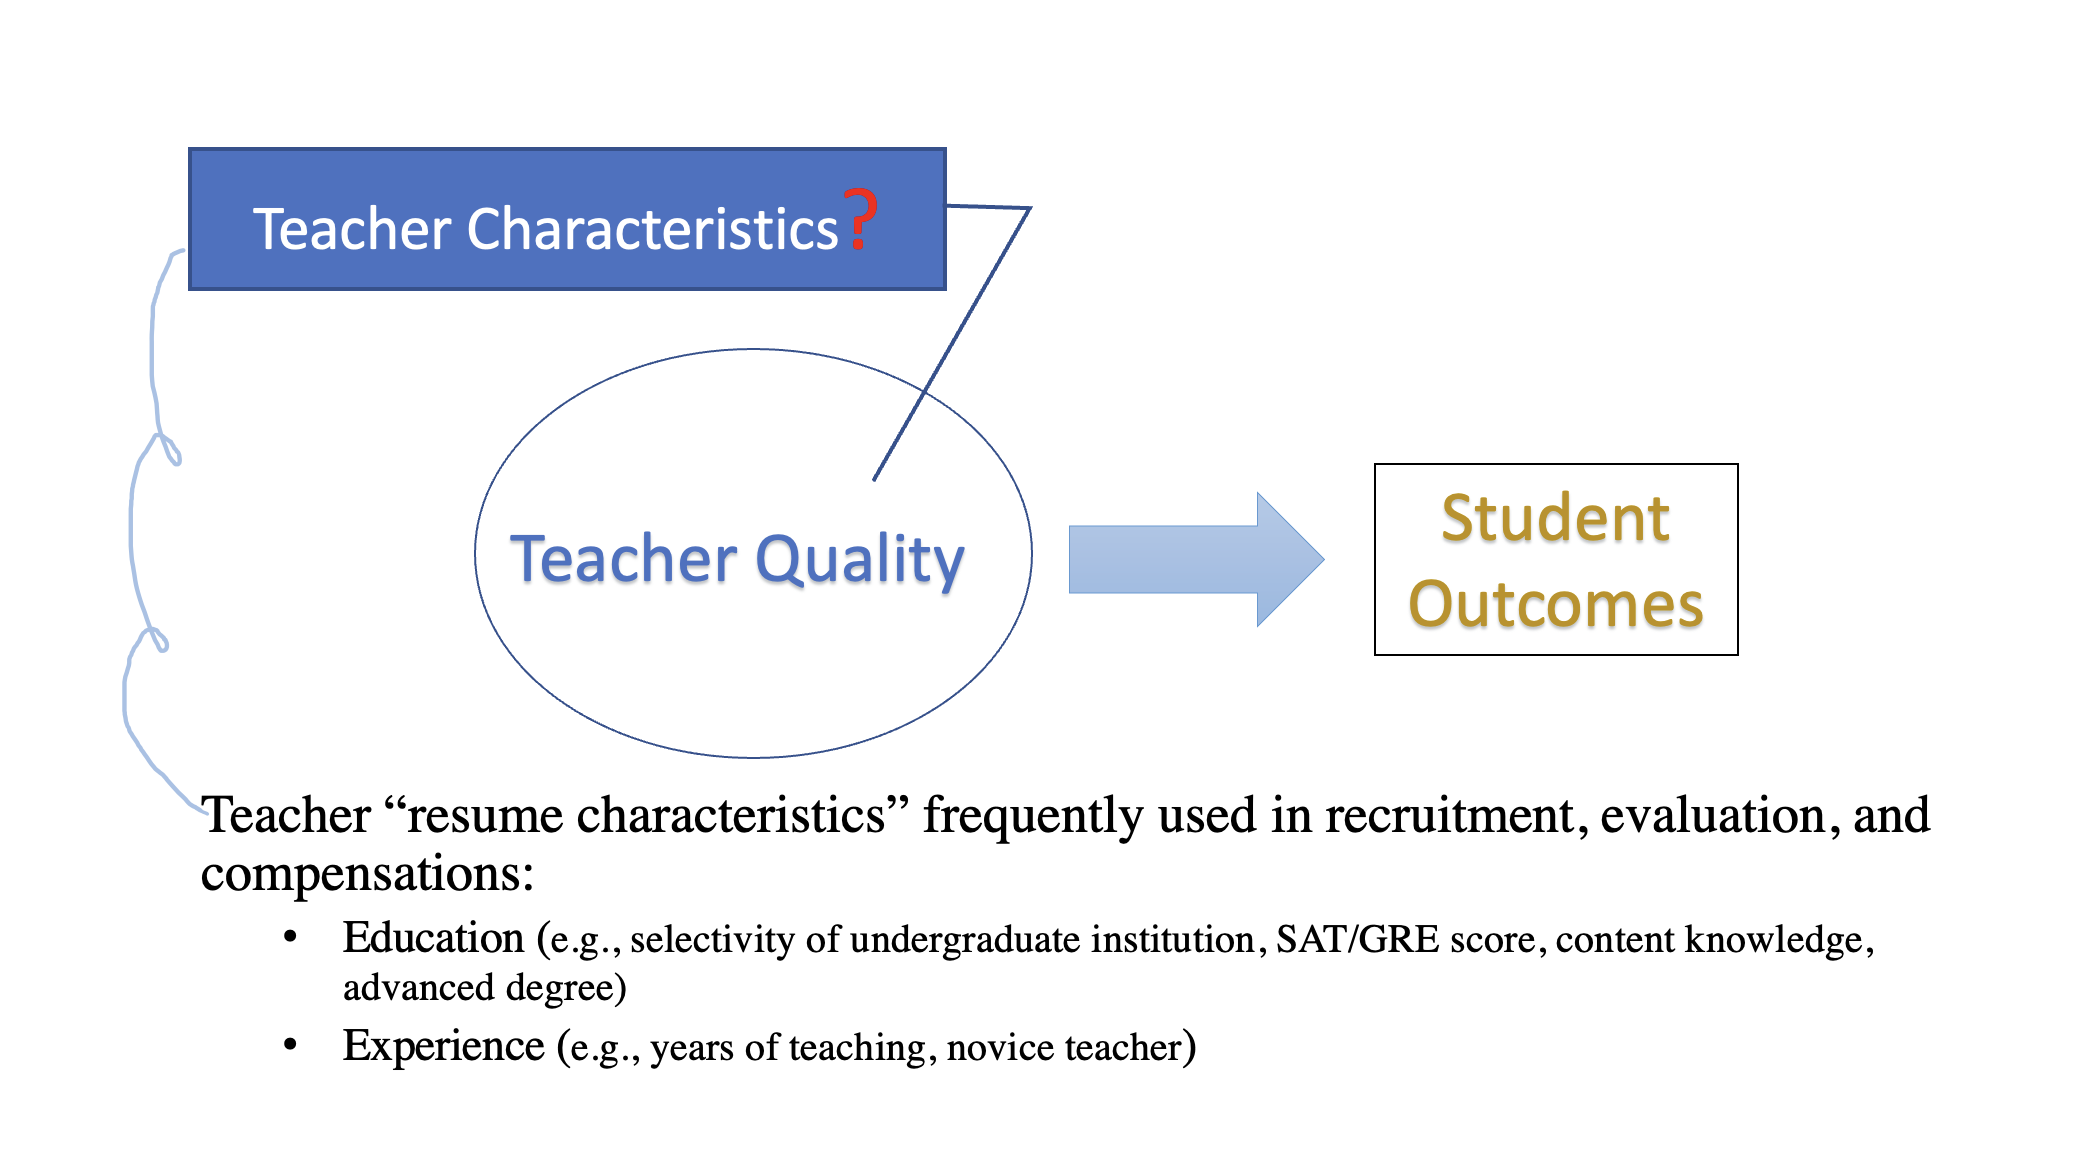 Teacher Characteristics?
Teacher Quality
Student
Outcomes
Teacher “resume characteristics” frequently used in recruitment, evaluation, and
compensations:
• Education (e.g., selectivity of undergraduate institution, SAT/GRE score, content knowledge,
advanced degree)
• Experience (e.g., years of teaching, novice teacher)